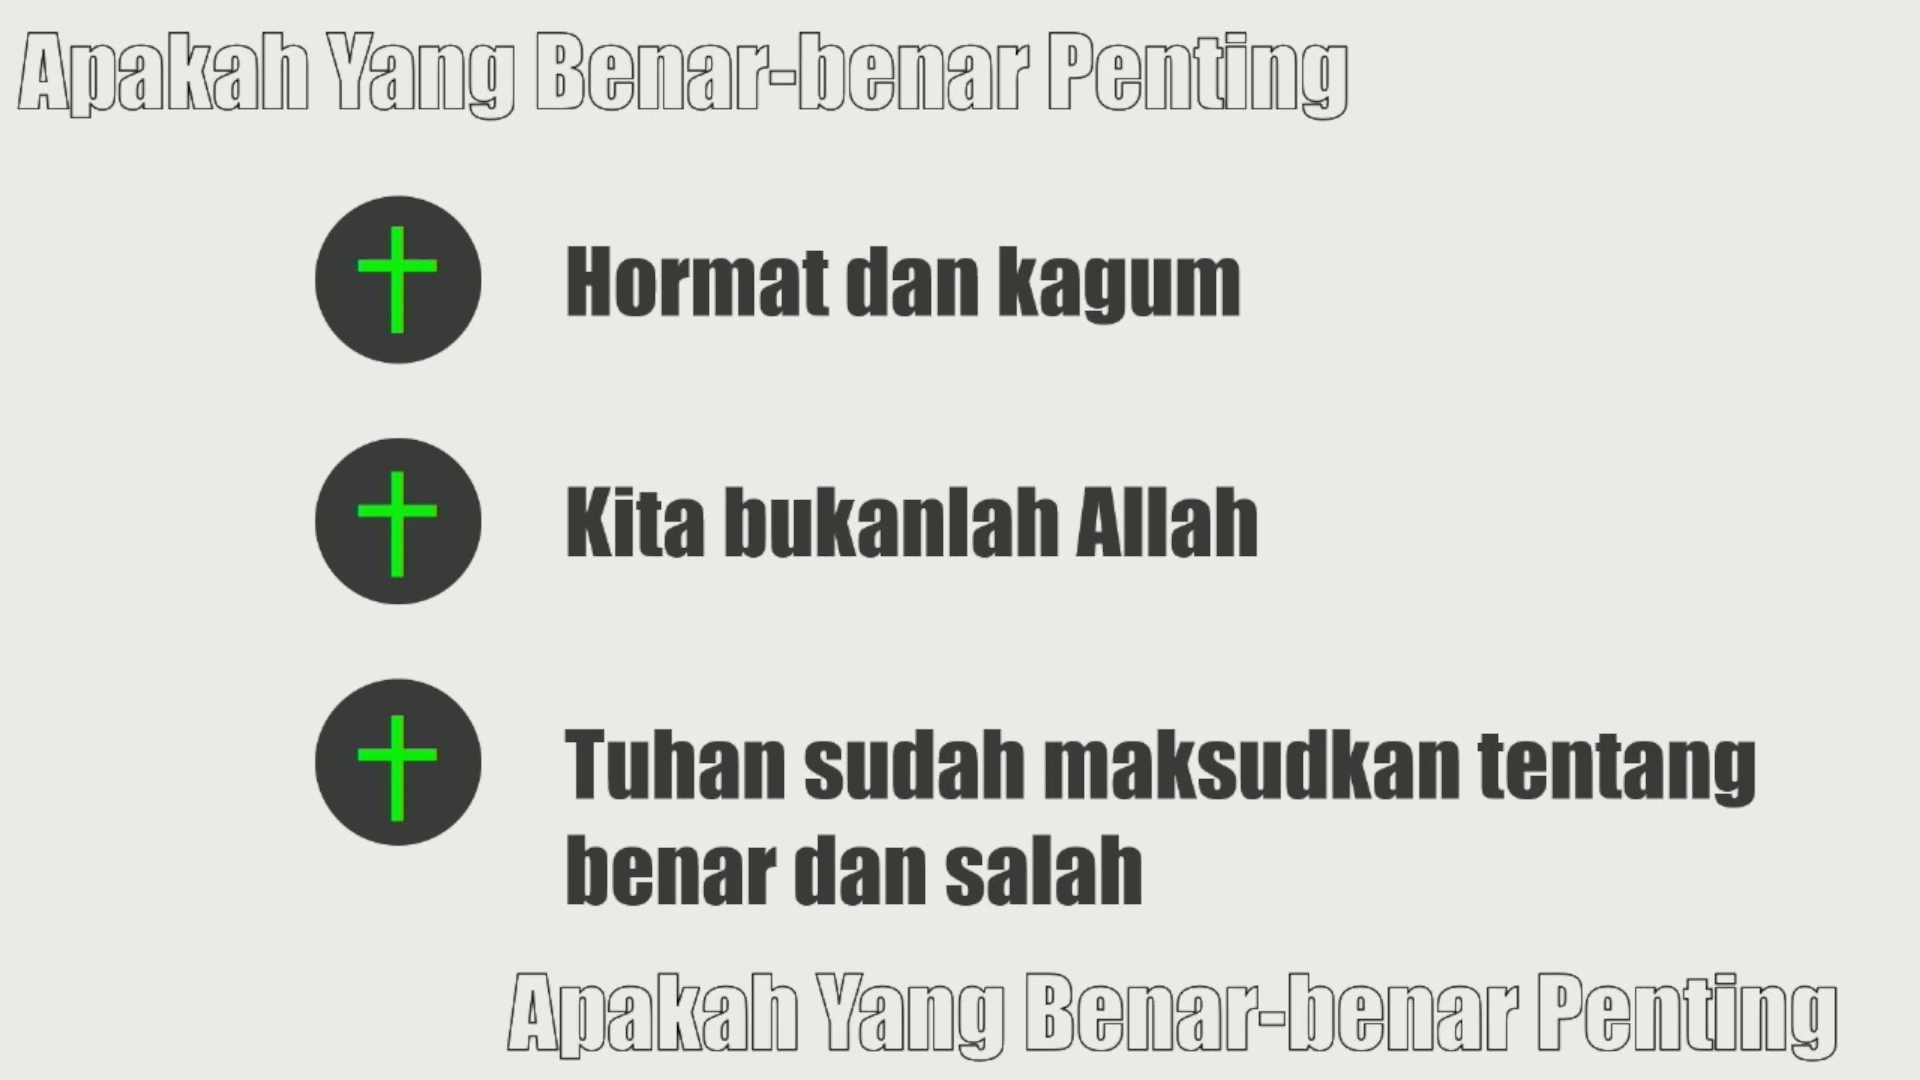 Apakah Yang Benar-benar Penting
Hormat dan kagum
Kita bukanlah Allah
Tuhan sudah maksudkan tentang
benar dan salah
Apakah Yang Benar-benar Penting